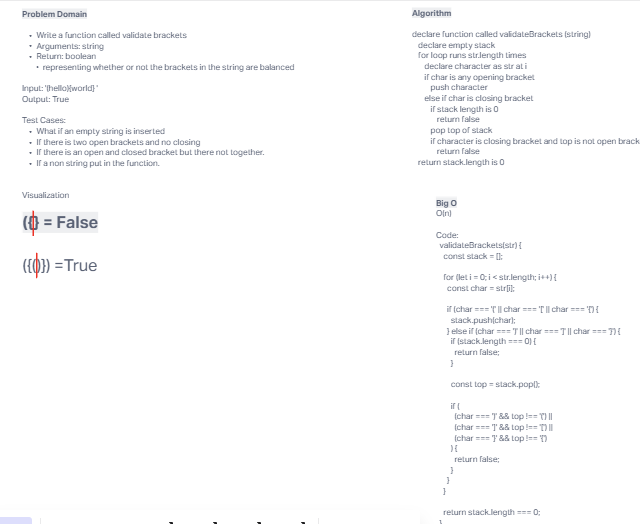 Problem Domain
• Write a function called validate brackets
• Arguments: string
• Return: boolean
• representing whether or not the brackets in the string are balanced
Input: '(hello){world} '
Output: True
Test Cases:
• What if an empty string is inserted
• If there is two open brackets and no closing
• If there is an open and closed bracket but there not together.
• If a non string put in the function.
Visualization
({} = False
({()}) =True
Algorithm
declare function called validateBrackets (string)
declare empty stack
for loop runs str.length times
declare character as str at i
if char is any opening bracket
push character
else if char is closing bracket
if stack length is 0
return false
pop top of stack
if character is closing bracket and top is not open brack
return false
return stack.length is 0
Big O
O(n)
Code:
validateBrackets(str) {
const stack = [];
for (let i = 0; i < str.length; i++) {
const char = str[i];
if (char === '(' || char === '[' || char === '{') {
stack.push(char);
} else if (char === ')' || char === ']' || char === '}') {
if (stack.length === 0) {
return false;
}
const top = stack.pop();
if (
(char === ')' && top !== '(') ||
(char === ']' && top !== '[') ||
(char === '}' && top !== '{')
) {
return false;
}
}
}
return stack.length === 0;
}